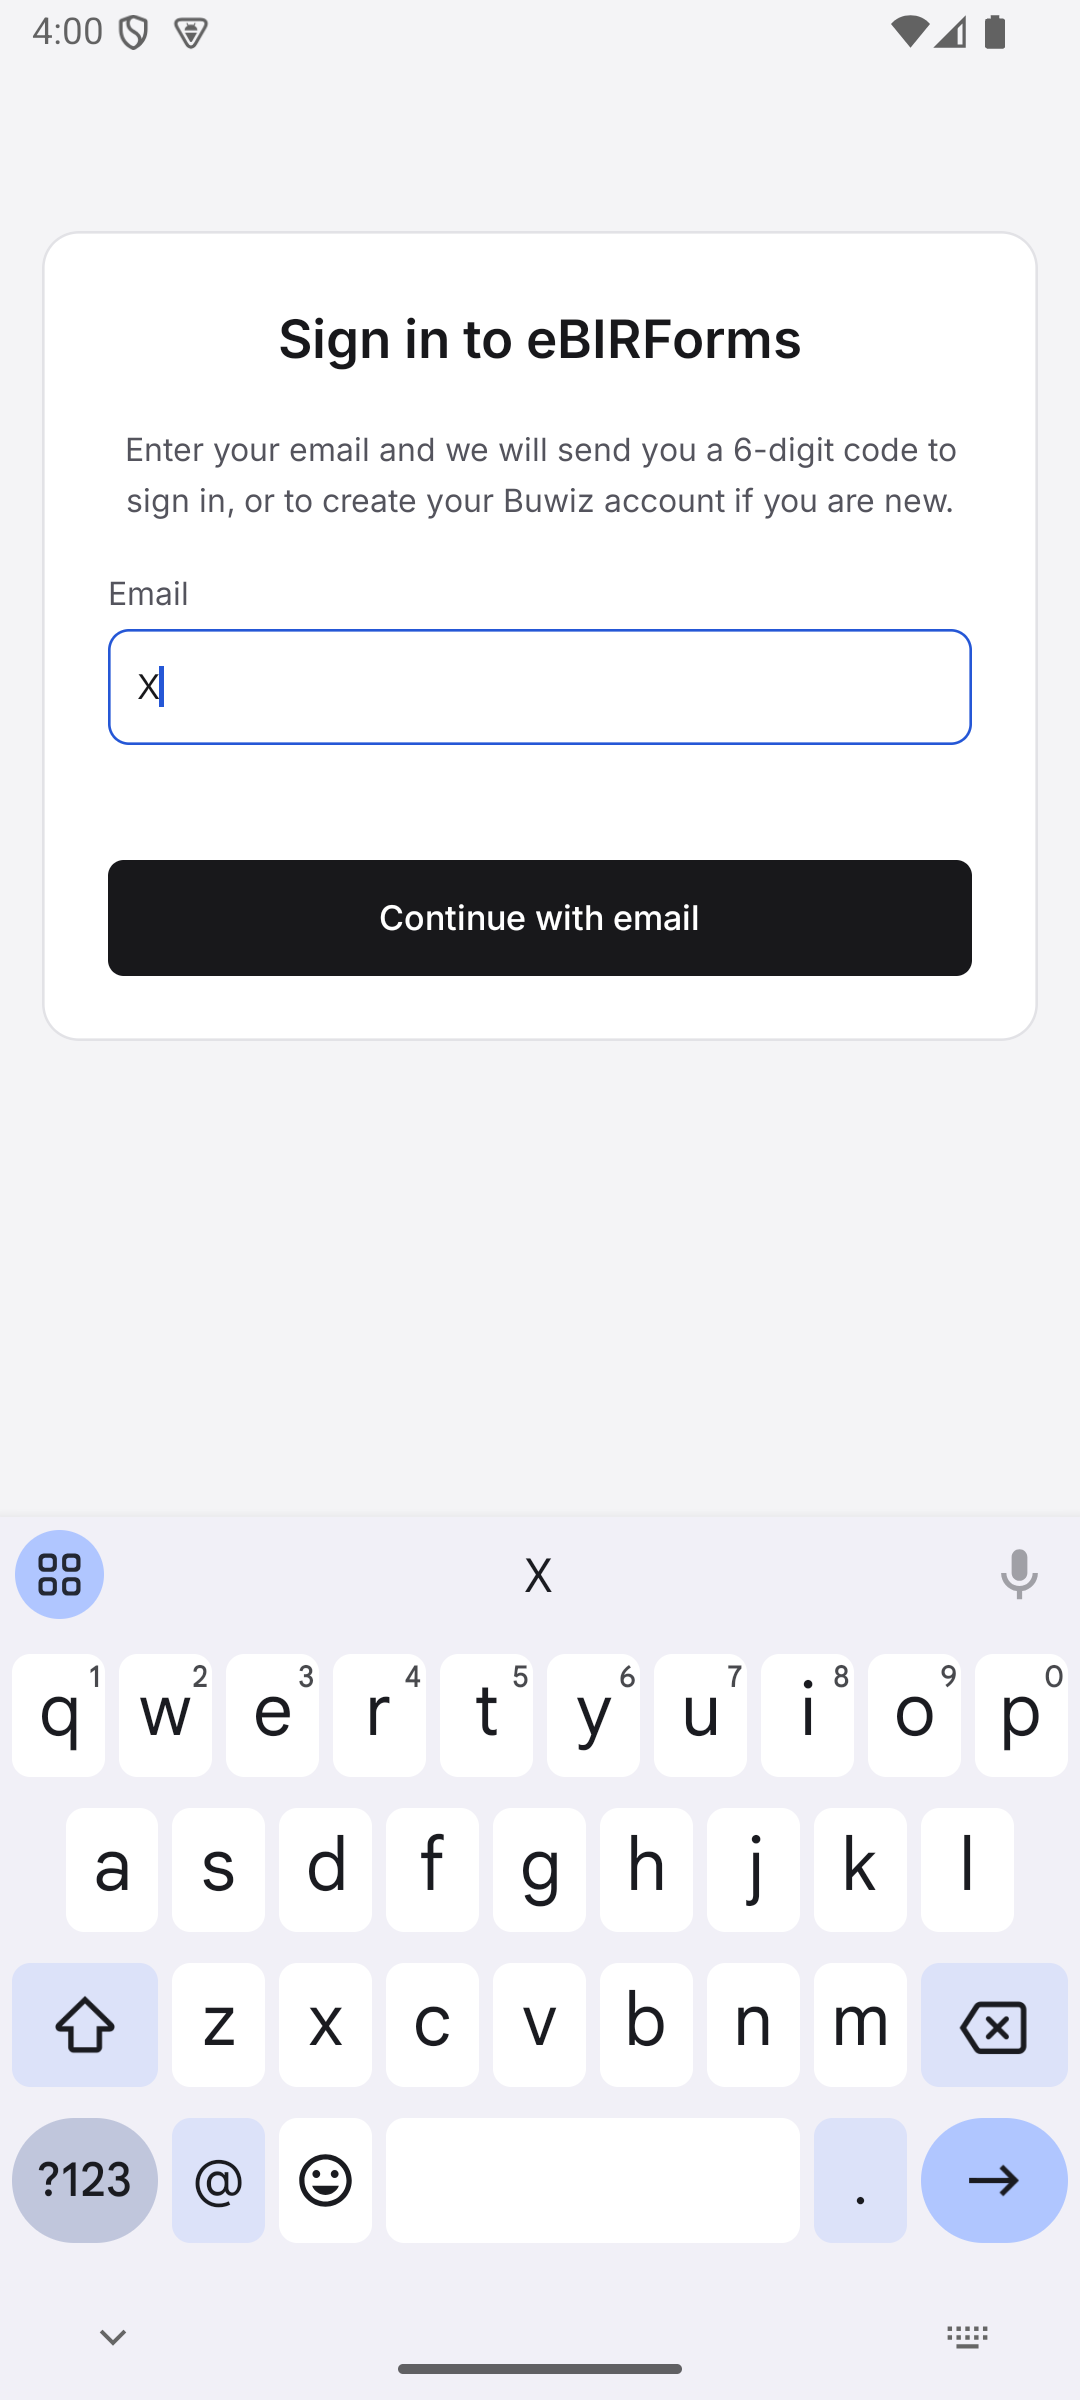 4:00
Sign in to eBIRForms
Enter your email and we will send you a 6-digit code to
sign in, or to create your Buwiz account if you are new.
Email
X
Continue with email
X
q1 w2 e3 r4 t5 y6 u7 i8 o9 p0
a s d f g h j k l
z x c v b n m
?123 @ .